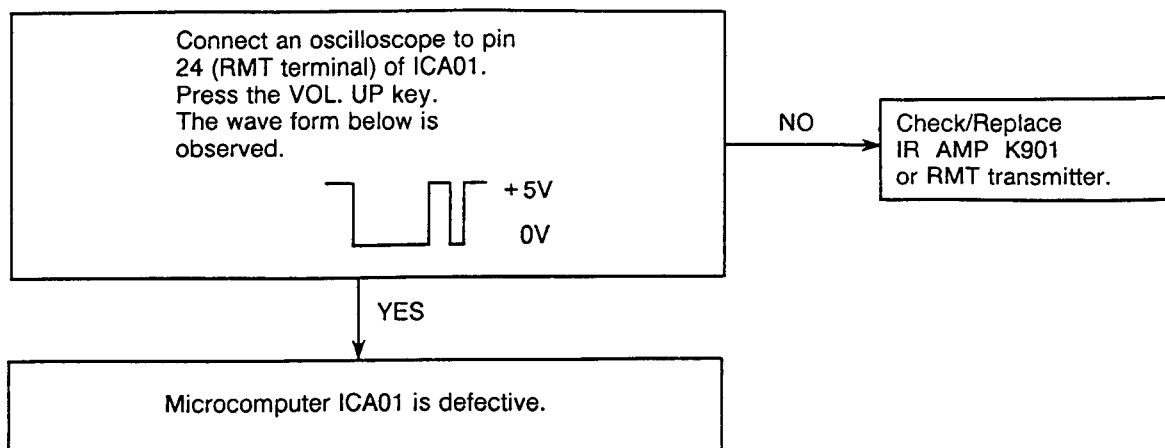 Connect an oscilloscope to pin
24 (RMT terminal) of ICA01.
Press the VOL. UP key.
The wave form below is
observed.
+5V
0V
NO
Check/Replace
IR AMP K901
or RMT transmitter.
YES
Microcomputer ICA01 is defective.